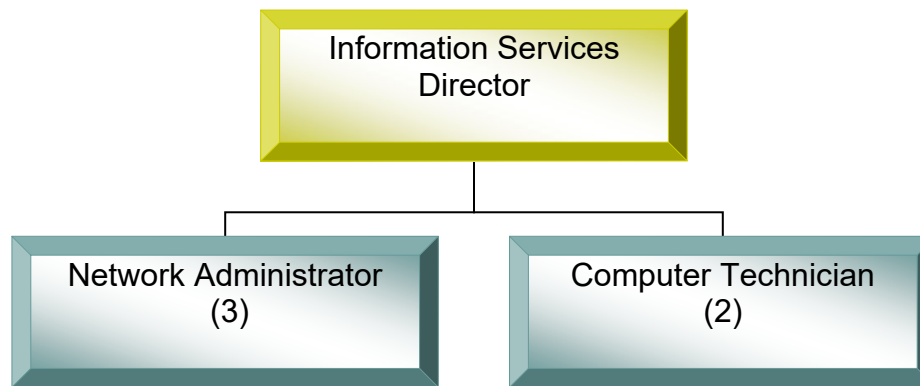 Information Services
Director
Network Administrator
(3)
Computer Technician
(2)